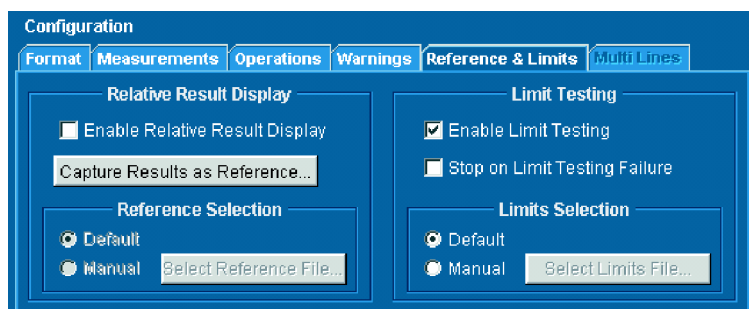 Configuration
Format Measurements Operations Warnings Reference & Limits Multi Lines
Relative Result Display
Enable Relative Result Display
Capture Results as Reference...
Reference Selection
Default
Manual Select Reference File...
Limit Testing
Enable Limit Testing
Stop on Limit Testing Failure
Limits Selection
Default
Manual Select Limits File...